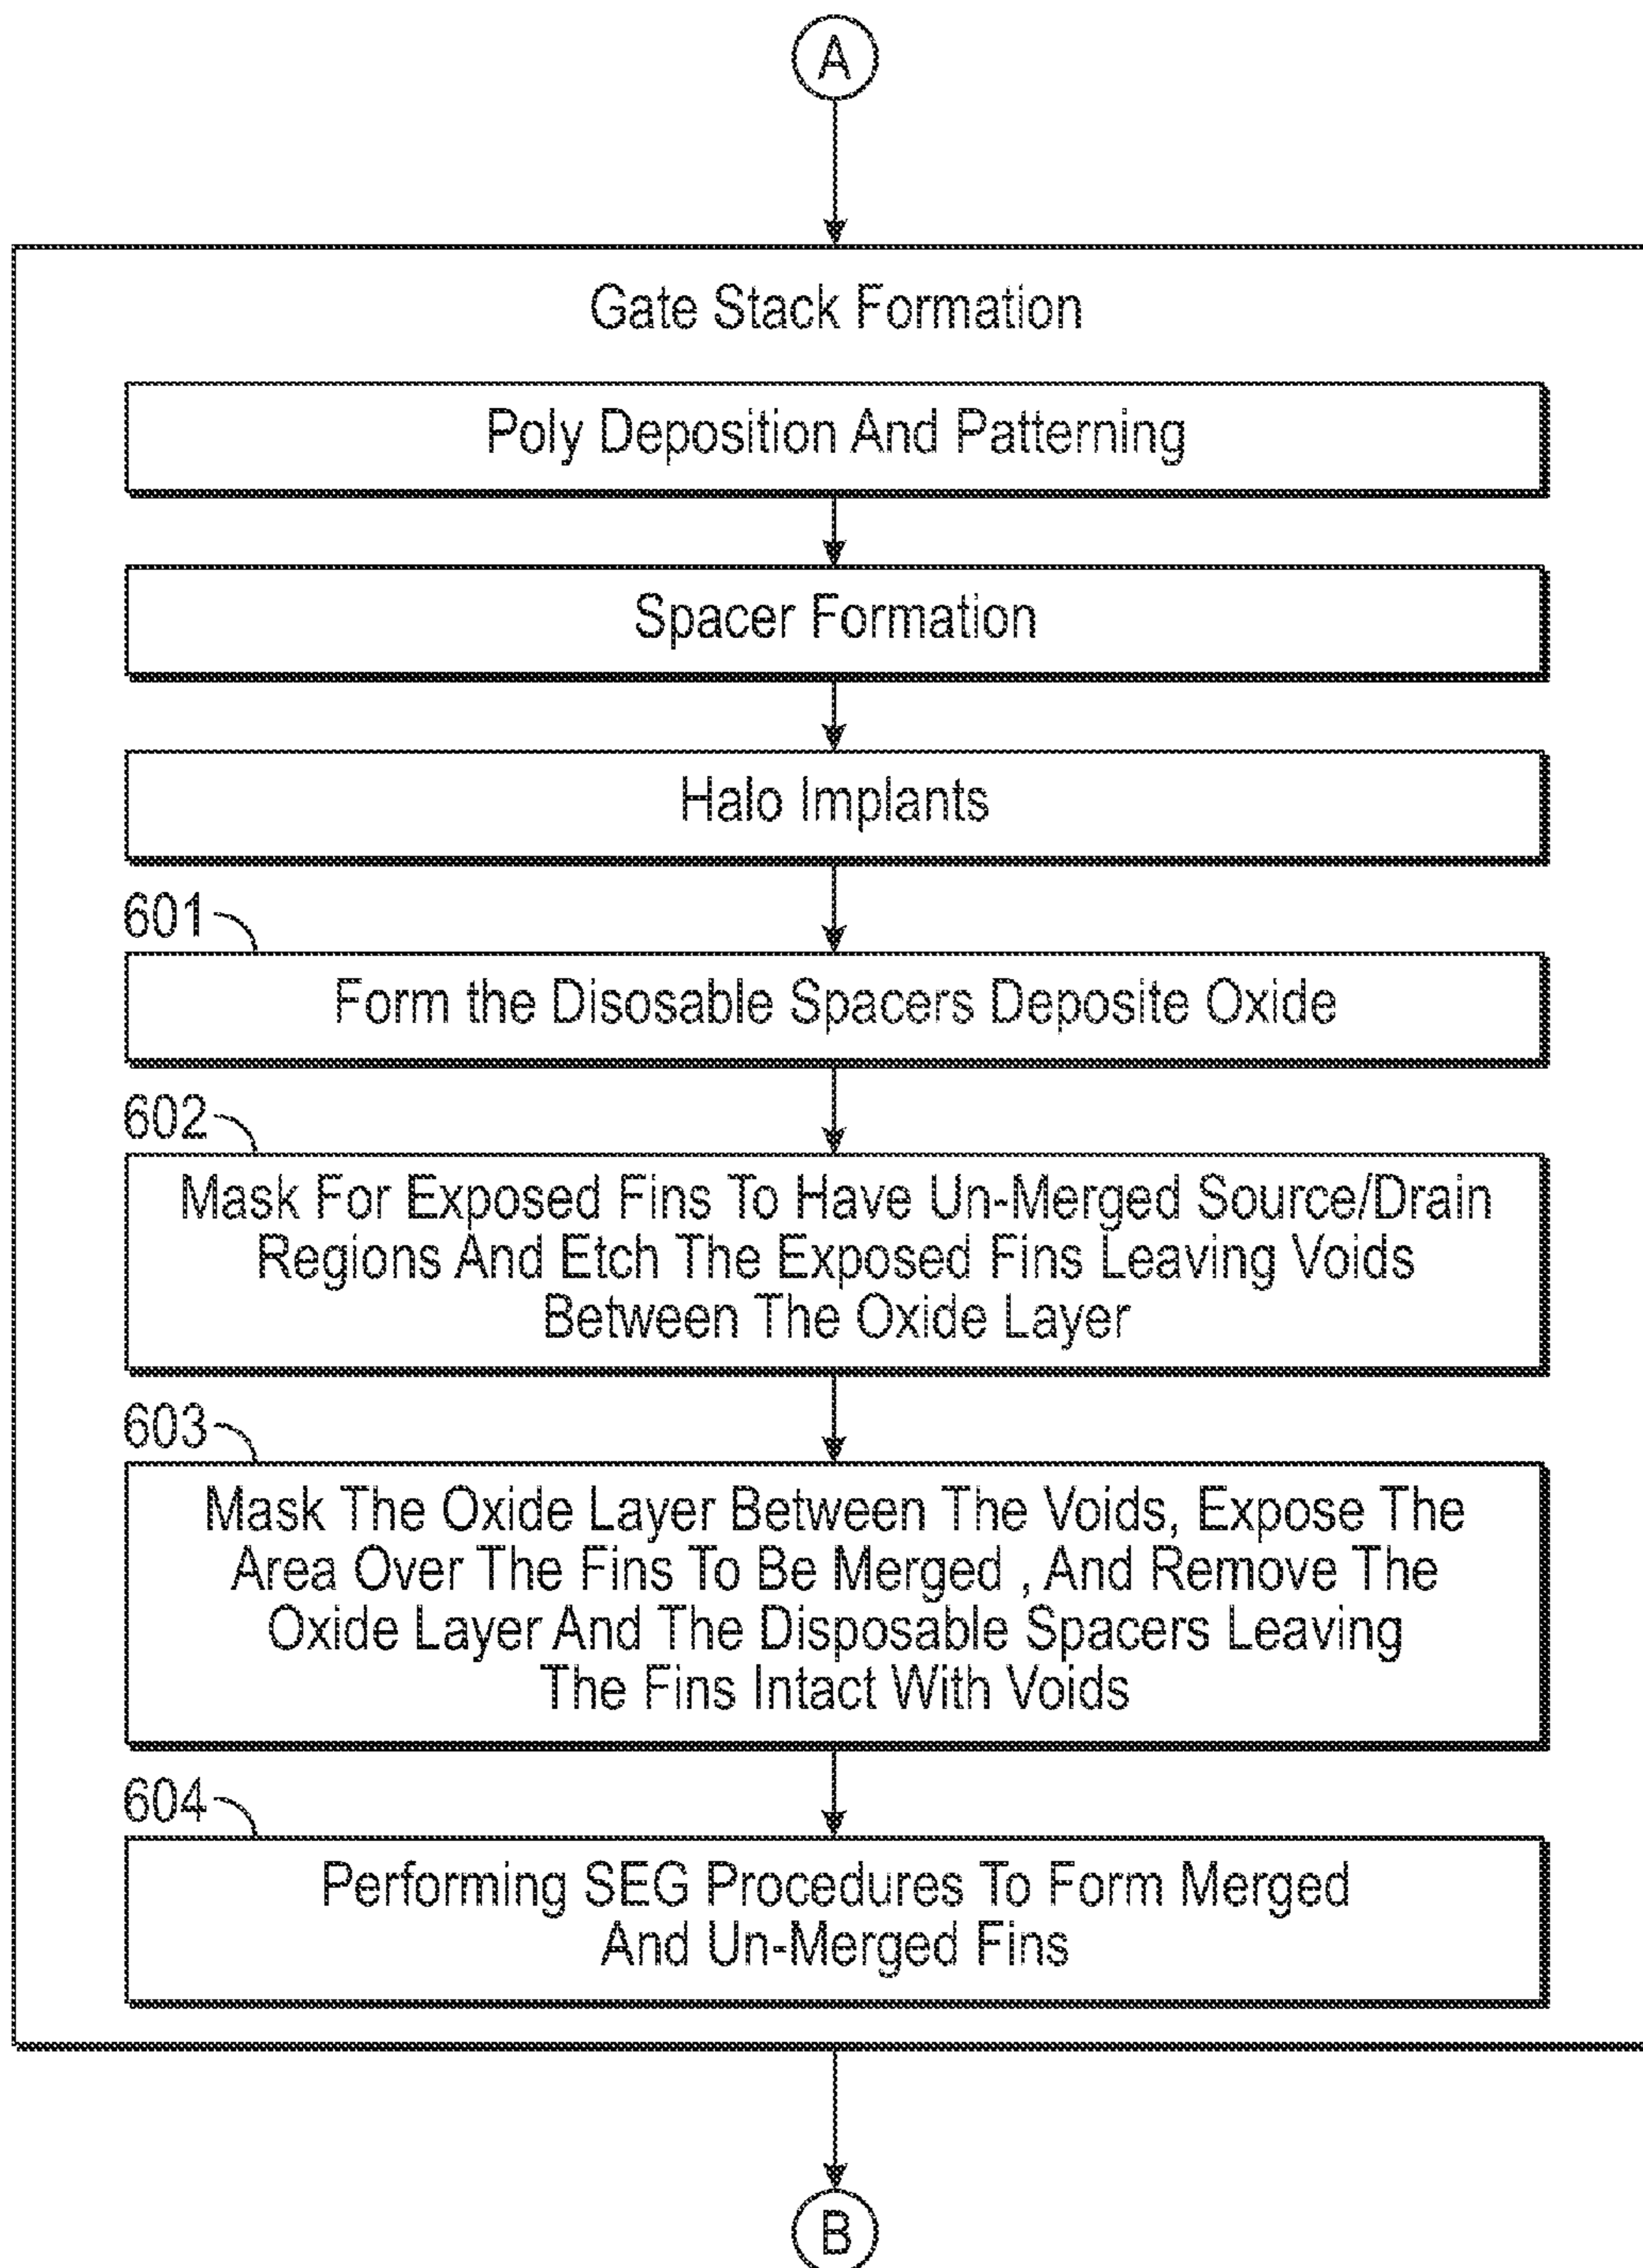 A
Gate Stack Formation
Poly Deposition And Patterning
Spacer Formation
Halo Implants
601
Form the Disosable Spacers Deposite Oxide
602
Mask For Exposed Fins To Have Un-Merged Source/Drain
Regions And Etch The Exposed Fins Leaving Voids
Between The Oxide Layer
603
Mask The Oxide Layer Between The Voids, Expose The
Area Over The Fins To Be Merged , And Remove The
Oxide Layer And The Disposable Spacers Leaving
The Fins Intact With Voids
604
Performing SEG Procedures To Form Merged
And Un-Merged Fins
B